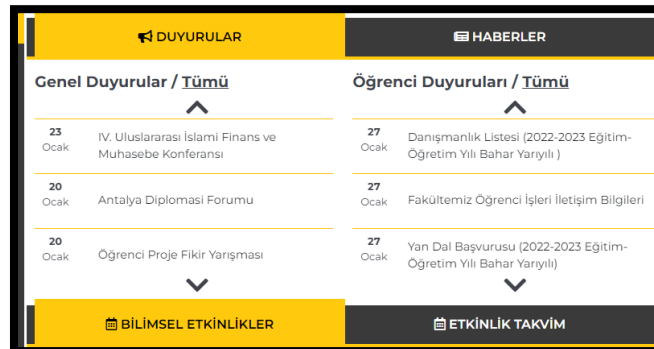 DUYURULAR
HABERLER
Genel Duyurular / Tümü
23
Ocak
IV. Uluslararası İslami Finans ve
Muhasebe Konferansı
20
Ocak
Antalya Diplomasi Forumu
20
Ocak
Öğrenci Proje Fikir Yarışması
Öğrenci Duyuruları / Tümü
27
Ocak
Danışmanlık Listesi (2022-2023 Eğitim-
Öğretim Yılı Bahar Yarıyılı )
27
Ocak
Fakültemiz Öğrenci İşleri İletişim Bilgileri
27
Ocak
Yan Dal Başvurusu (2022-2023 Eğitim-
Öğretim Yılı Bahar Yarıyılı)
BİLİMSEL ETKİNLİKLER
ETKİNLİK TAKVİM